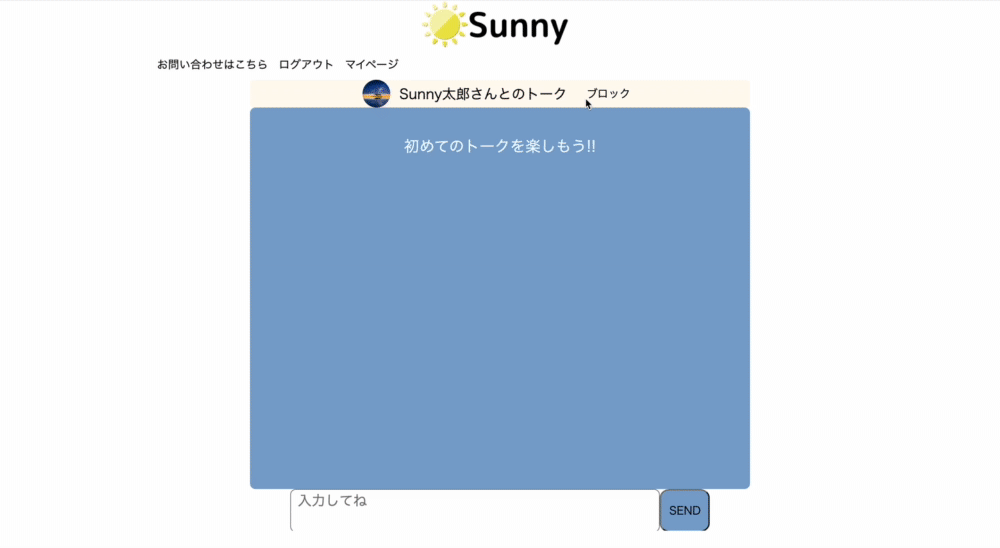 Sunny
お問い合わせはこちら ログアウト マイページ
Sunny太郎さんとのトーク ブロック
初めてのトークを楽しもう!!
入力してね
SEND